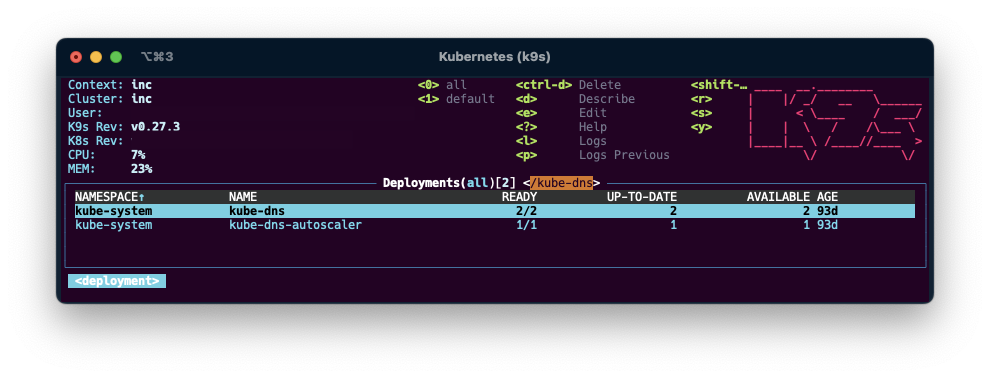 ⌥⌘3 Kubernetes (k9s)
Context: inc <0> all <ctrl-d> Delete <shift-…
Cluster: inc <1> default <d> Describe <r>
User: <e> Edit <s>
K9s Rev: v0.27.3 <?> Help <y>
K8s Rev: <l> Logs
CPU: 7% <p> Logs Previous
MEM: 23%
K9s
Deployments(all)[2] </kube-dns>
NAMESPACE↑ NAME READY UP-TO-DATE AVAILABLE AGE
kube-system kube-dns 2/2 2 2 93d
kube-system kube-dns-autoscaler 1/1 1 1 93d
<deployment>